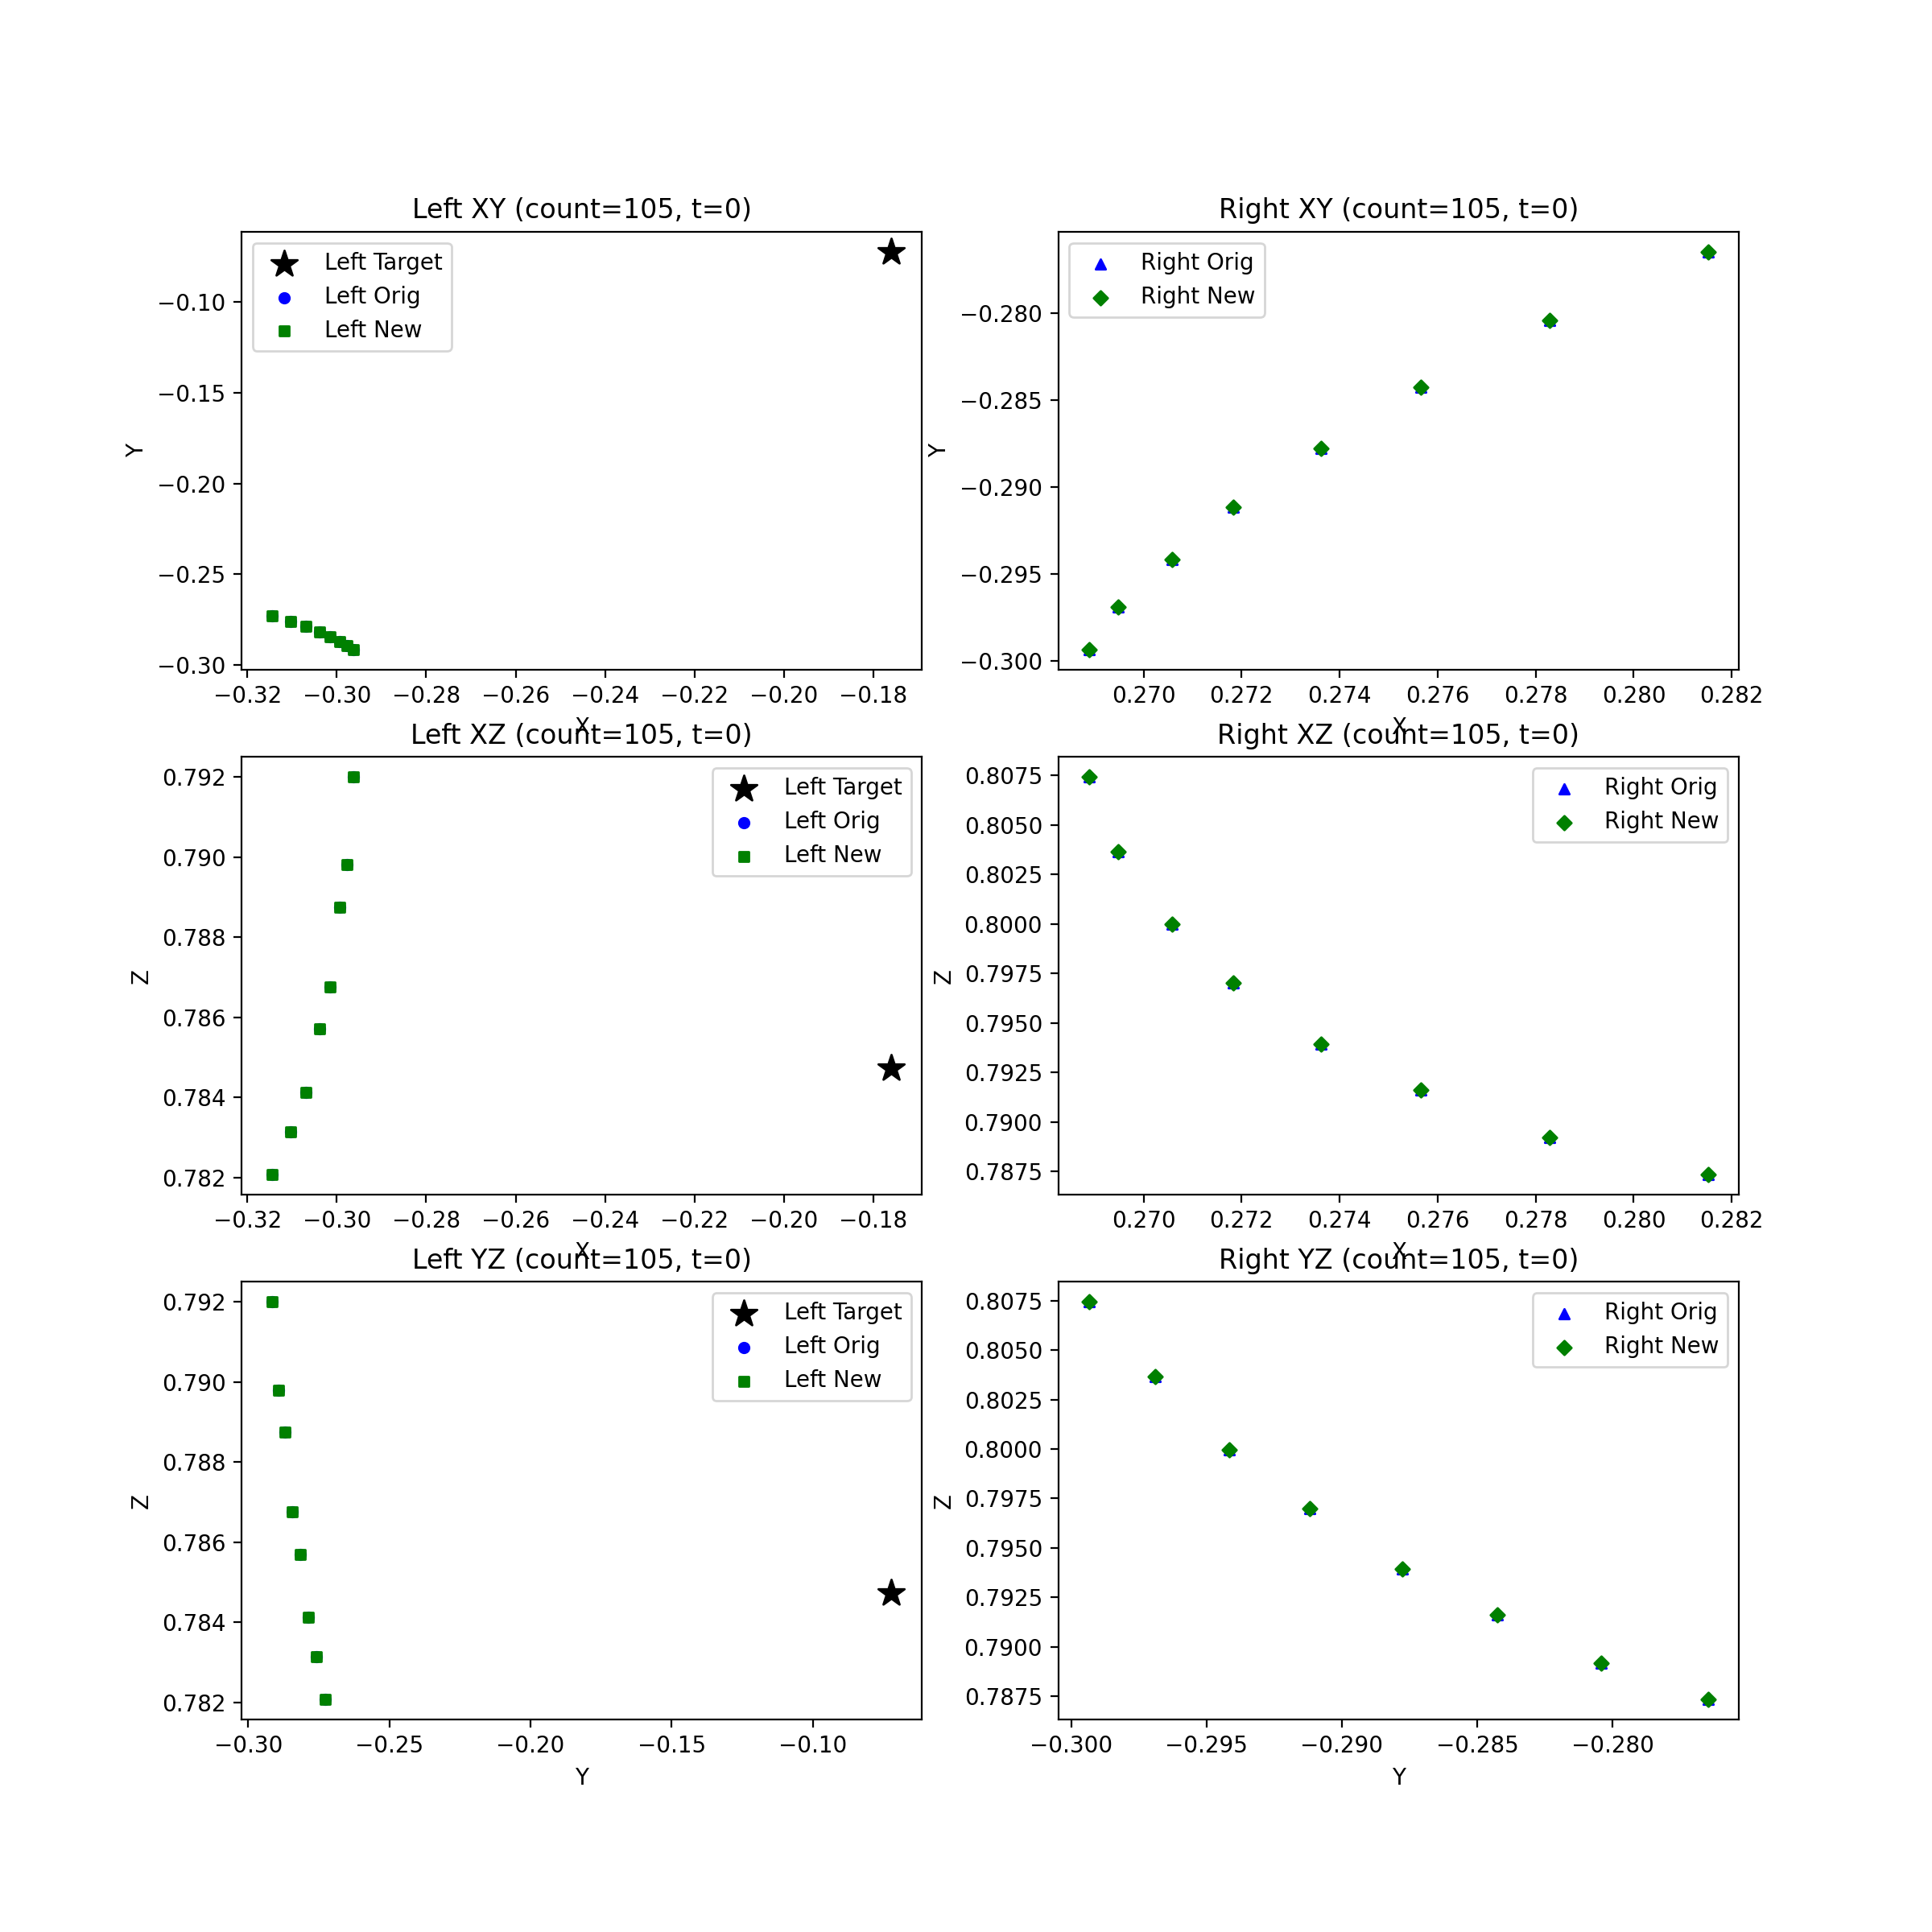 Left XY (count=105, t=0)
Left Target
Left Orig
Left New
−0.10
−0.15
−0.20
−0.25
−0.30
Y
−0.32 −0.30 −0.28 −0.26 −0.24 −0.22 −0.20 −0.18
X
Right XY (count=105, t=0)
Right Orig
Right New
−0.280
−0.285
−0.290
−0.295
−0.300
Y
0.270 0.272 0.274 0.276 0.278 0.280 0.282
X
Left XZ (count=105, t=0)
Left Target
Left Orig
Left New
0.792
0.790
0.788
0.786
0.784
0.782
Z
−0.32 −0.30 −0.28 −0.26 −0.24 −0.22 −0.20 −0.18
X
Right XZ (count=105, t=0)
Right Orig
Right New
0.8075
0.8050
0.8025
0.8000
0.7975
0.7950
0.7925
0.7900
0.7875
Z
0.270 0.272 0.274 0.276 0.278 0.280 0.282
X
Left YZ (count=105, t=0)
Left Target
Left Orig
Left New
0.792
0.790
0.788
0.786
0.784
0.782
Z
−0.30 −0.25 −0.20 −0.15 −0.10
Y
Right YZ (count=105, t=0)
Right Orig
Right New
0.8075
0.8050
0.8025
0.8000
0.7975
0.7950
0.7925
0.7900
0.7875
Z
−0.300 −0.295 −0.290 −0.285 −0.280
Y